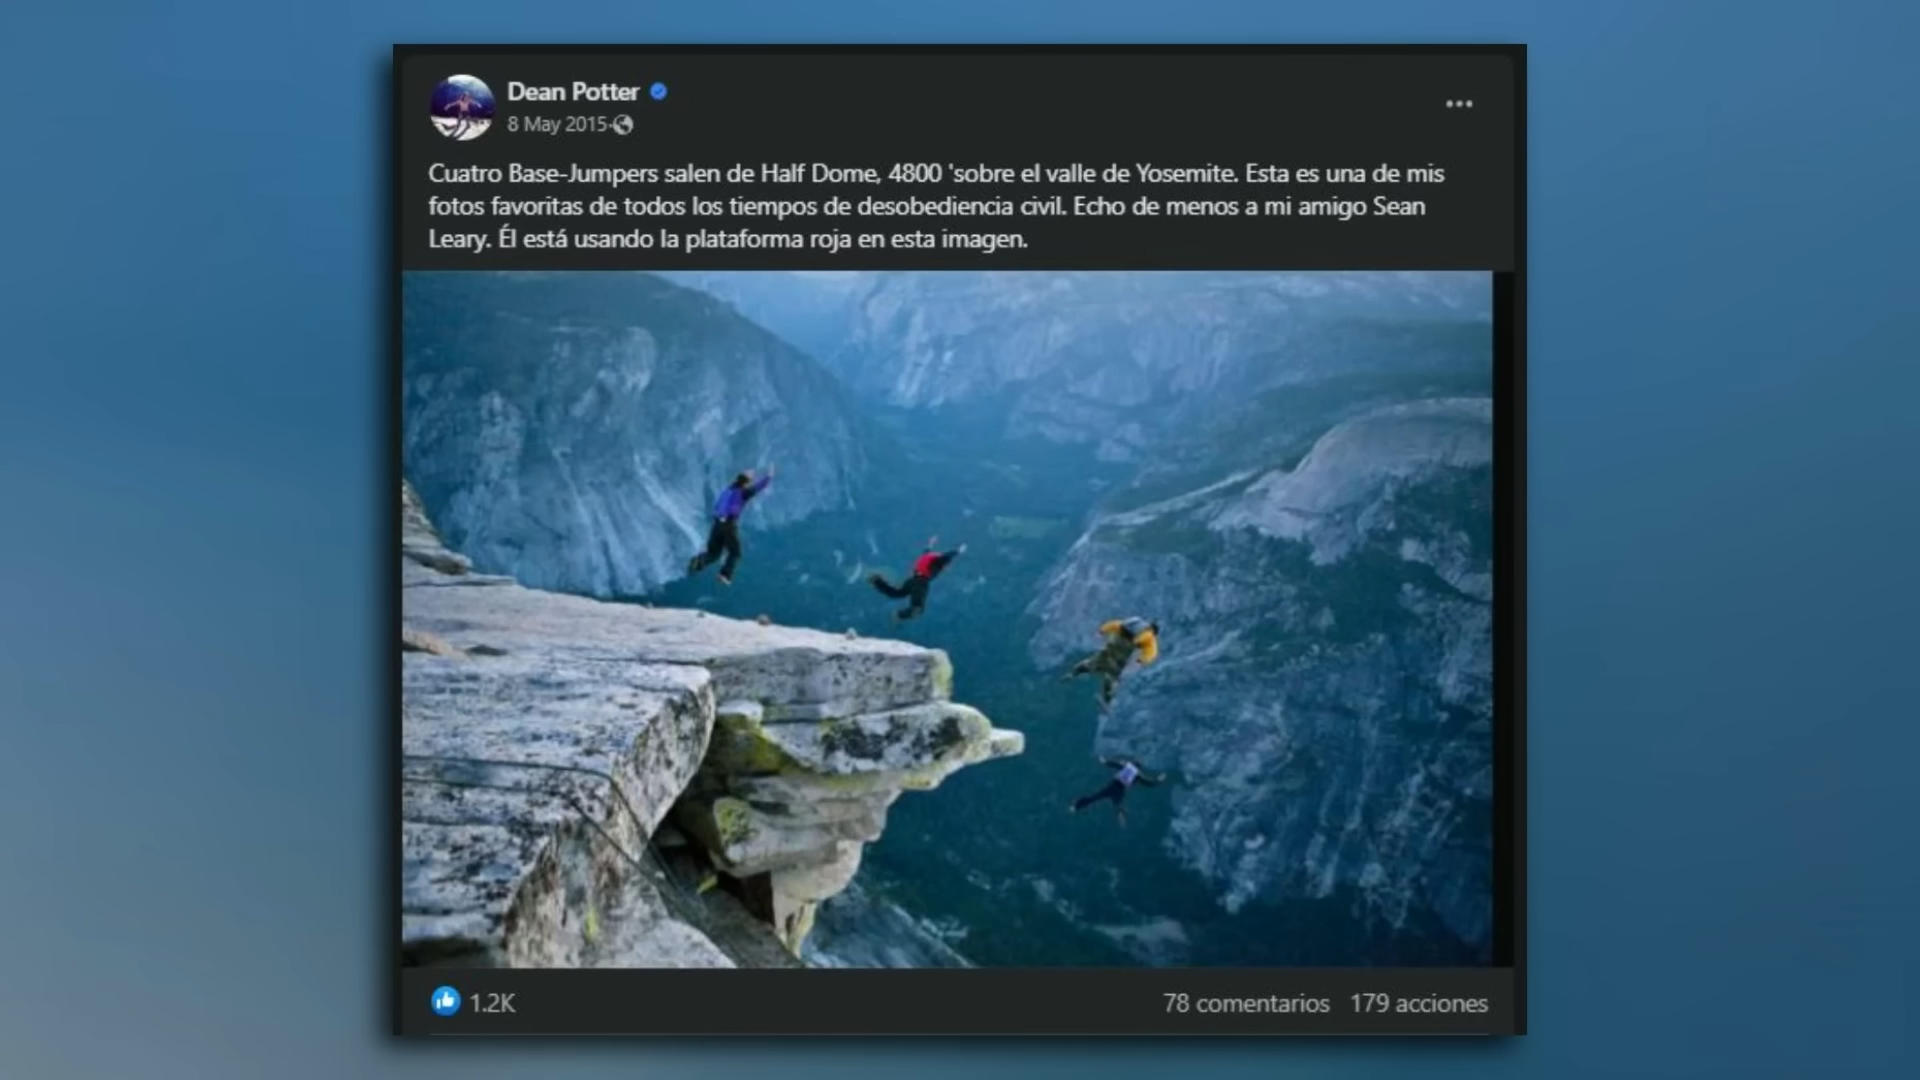 Dean Potter
8 May 2015·
Cuatro Base-Jumpers salen de Half Dome, 4800 'sobre el valle de Yosemite. Esta es una de mis
fotos favoritas de todos los tiempos de desobediencia civil. Echo de menos a mi amigo Sean
Leary. Él está usando la plataforma roja en esta imagen.
1.2K
78 comentarios 179 acciones